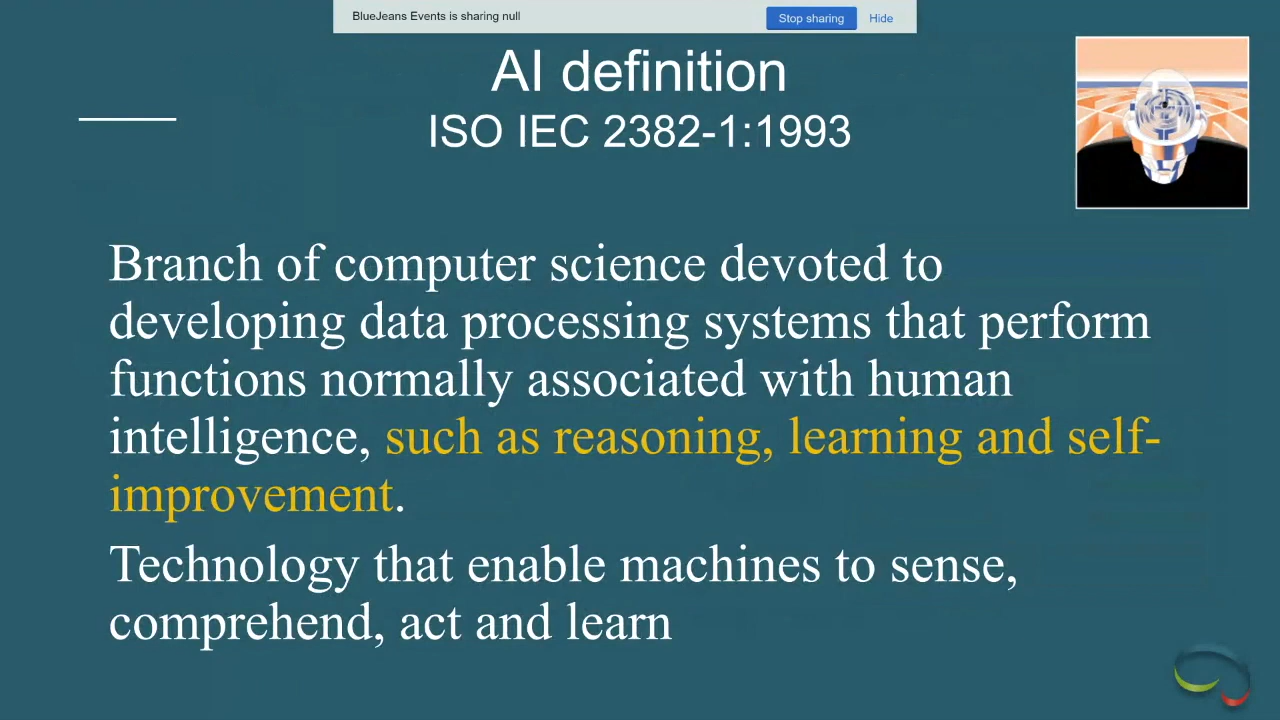 BlueJeans Events is sharing null
Stop sharing
Hide
AI definition
ISO IEC 2382-1:1993
Branch of computer science devoted to
developing data processing systems that perform
functions normally associated with human
intelligence, such as reasoning, learning and self-
improvement.
Technology that enable machines to sense,
comprehend, act and learn